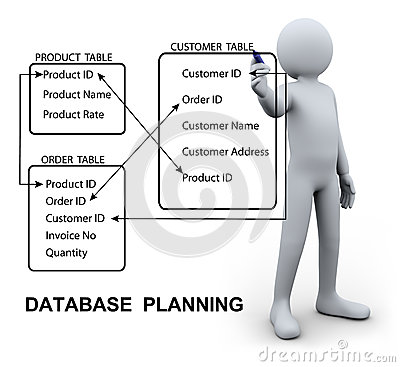 PRODUCT TABLE
Product ID
Product Name
Product Rate
CUSTOMER TABLE
Customer ID
Order ID
Customer Name
Customer Address
Product ID
ORDER TABLE
Product ID
Order ID
Customer ID
Invoice No
Quantity
DATABASE PLANNING
dreamstime.com